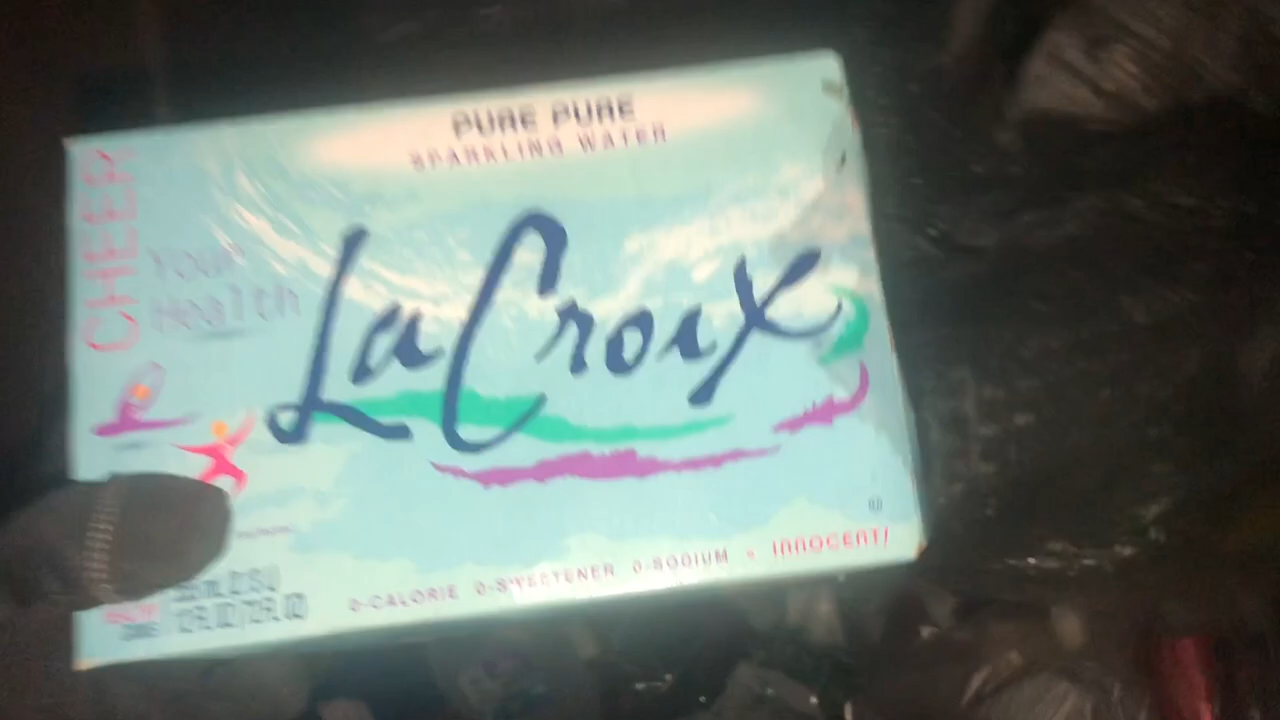 PURE PURE
SPARKLING WATER
CHEER
Your
Health
LaCroix
0-CALORIE 0-SWEETENER 0-SODIUM = INNOCENT!